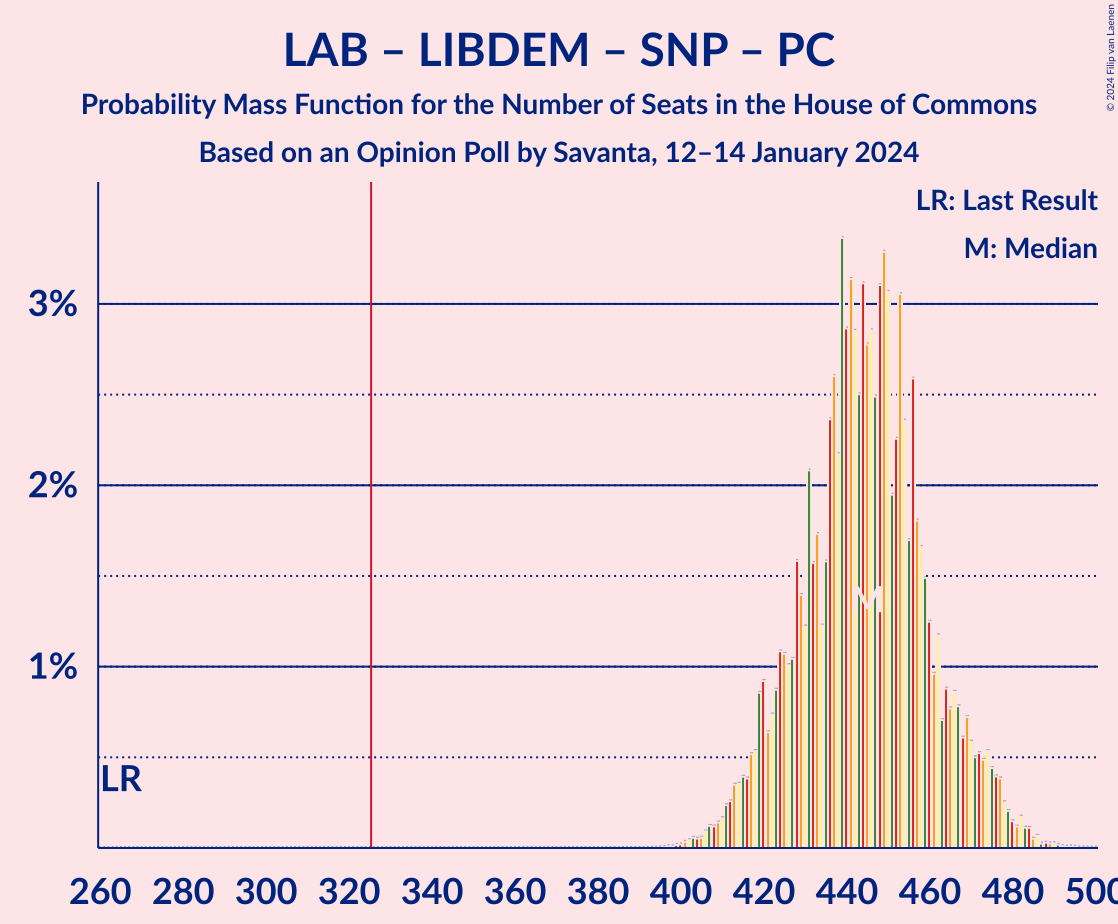 LAB – LIBDEM – SNP – PC
Probability Mass Function for the Number of Seats in the House of Commons
Based on an Opinion Poll by Savanta, 12–14 January 2024
© 2024 Filip van Laenen
LR: Last Result
M: Median
3%
2%
1%
M
LR
260 280 300 320 340 360 380 400 420 440 460 480 500